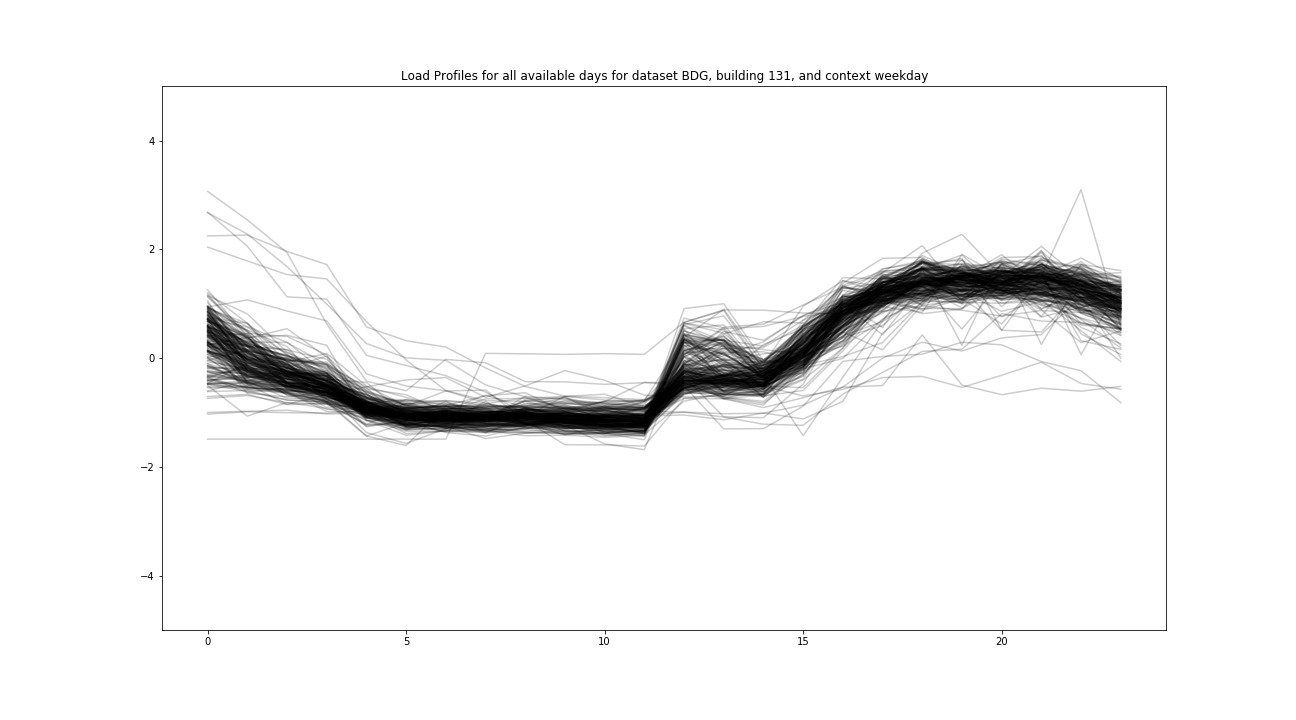 Load Profiles for all available days for dataset BDG, building 131, and context weekday
4
2
0
−2
−4
0 5 10 15 20